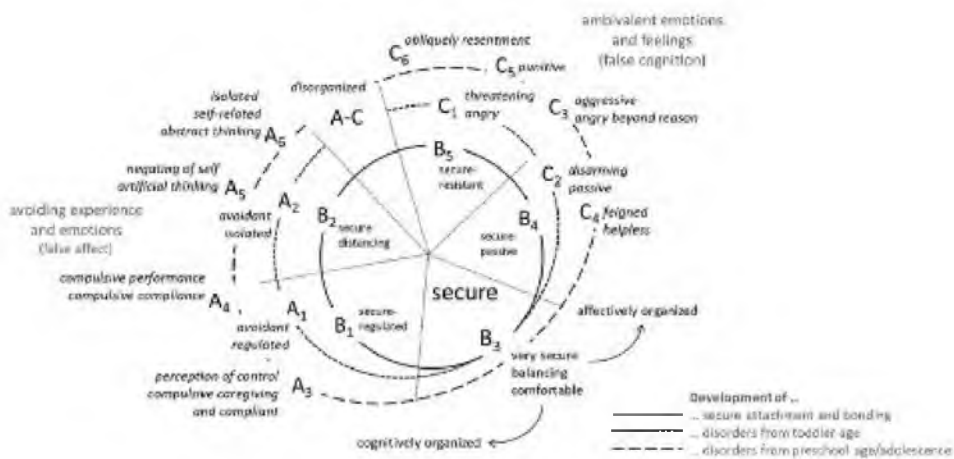 ambivalent emotions
and feelings
(false cognition)
C6 obliquely resentment
C5 punitive
disorganized
A-C
C1 threatening
angry
C3 aggressive
angry beyond reason
isolated
self-related
abstract thinking A6
B5
secure-
resistant
C2 disarming
passive
negating of self
artificial thinking A5
A2
avoidant
isolated
B2 secure
distancing
B4
secure-
passive
C4 feigned
helpless
avoiding experience
and emotions
(false affect)
compulsive performance
compulsive compliance A4
A1
avoidant
regulated
B1
secure-
regulated
secure
B3
very secure
balancing
comfortable
affectively organized
perception of control
compulsive caregiving
and compliant
A3
cognitively organized
Development of ..
.. secure attachment and bonding
.. disorders from toddler age
.. disorders from preschool age/adolescence